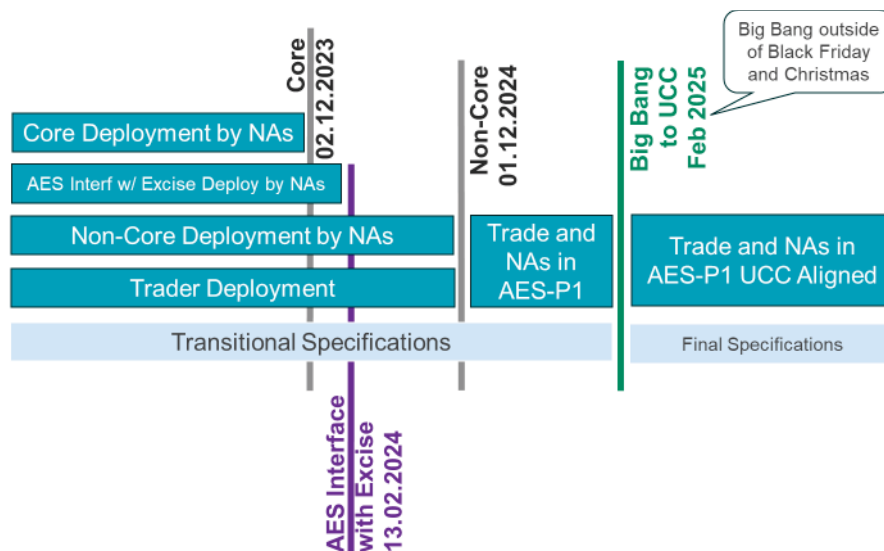 Big Bang outside
of Black Friday
and Christmas
Core
02.12.2023
Non-Core
01.12.2024
Big Bang
to UCC
Feb 2025
Core Deployment by NAs
AES Interf w/ Excise Deploy by NAs
Non-Core Deployment by NAs
Trader Deployment
Trade and
NAs in
AES-P1
Trade and NAs in
AES-P1 UCC Aligned
Transitional Specifications
Final Specifications
AES Interface
with Excise
13.02.2024